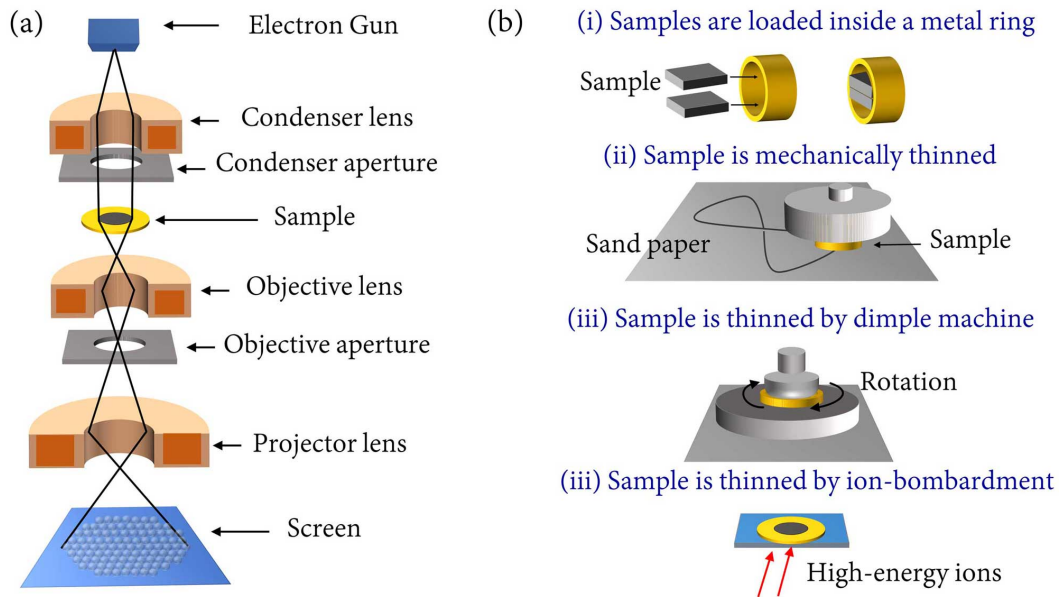 (a)
Electron Gun
Condenser lens
Condenser aperture
Sample
Objective lens
Objective aperture
Projector lens
Screen
(b)
(i) Samples are loaded inside a metal ring
Sample
(ii) Sample is mechanically thinned
Sand paper
Sample
(iii) Sample is thinned by dimple machine
Rotation
(iii) Sample is thinned by ion-bombardment
High-energy ions